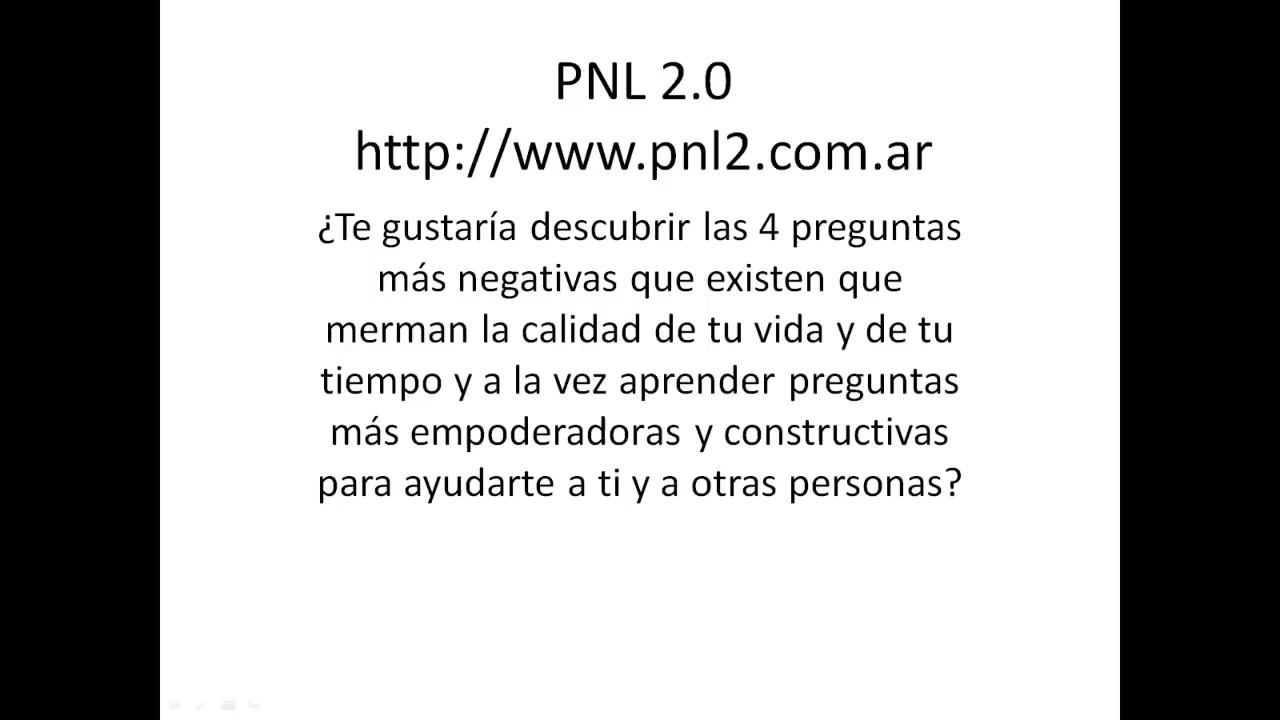 PNL 2.0
http://www.pnl2.com.ar
¿Te gustaría descubrir las 4 preguntas
más negativas que existen que
merman la calidad de tu vida y de tu
tiempo y a la vez aprender preguntas
más empoderadoras y constructivas
para ayudarte a ti y a otras personas?